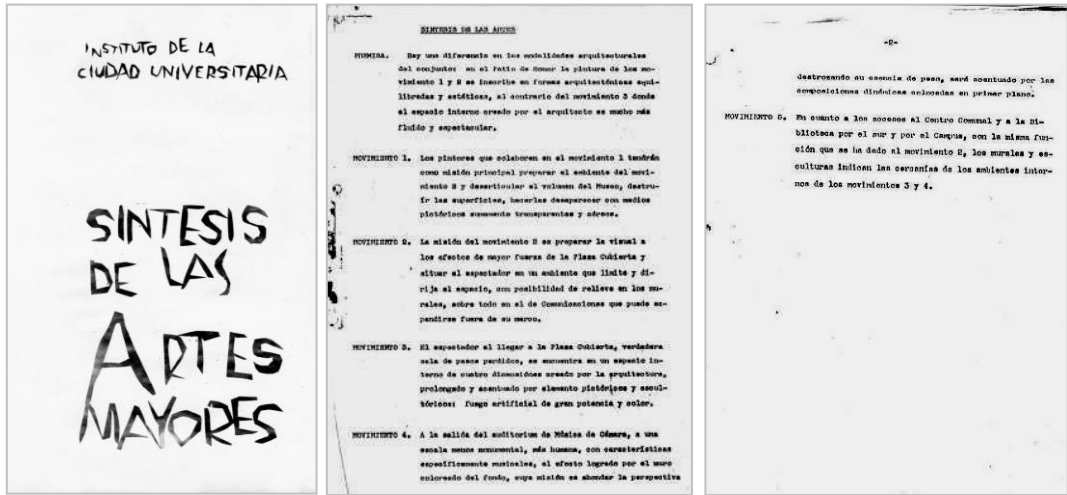 INSTITUTO DE LA
CIUDAD UNIVERSITARIA
SINTESIS
DE LAS
ARTES
MAYORES
SINTESIS DE LAS ARTES
PREMISA. Hay una diferencia en las modalidades arquitecturales
del conjunto: en el Patio de Honor la pintura de los mo-
vimiento 1 y 2 se inscribe en formas arquitectónicas equi-
libradas y estáticas, al contrario del movimiento 3 donde
el espacio interno creado por el arquitecto es mucho más
fluído y espectacular.
MOVIMIENTO 1. Los pintores que colaboren en el movimiento 1 tendrán
como misión principal preparar el ambiente del movi-
miento 2 y desarticular el volumen del Museo, destru-
ir las superficies, hacerlas desaparecer con medios
pictóricos sumamente transparentes y aéreos.
MOVIMIENTO 2. La misión del movimiento 2 es preparar la visual a
los efectos de mayor fuerza de la Plaza Cubierta y
situar el espectador en un ambiente que limite y di-
rija el espacio, con posibilidad de relieve en los mu-
rales, sobre todo en el de Comunicaciones que puede ex-
pandirse fuera de su marco.
MOVIMIENTO 3. El espectador al llegar a la Plaza Cubierta, verdadera
sala de pasos perdidos, se encuentra en un espacio in-
terno de cuatro dimensiones creado por la arquitectura,
prolongado y acentuado por elemento pictóricos y escul-
tóricos: fuego artificial de gran potencia y color.
MOVIMIENTO 4. A la salida del auditorium de Música de Cámara, a una
escala menos monumental, más humana, con características
específicamente musicales, el efecto logrado por el muro
coloreado del fondo, cuya misión es ahondar la perspectiva
-2-
destrozando su esencia de peso, será acentuado por las
composiciones dinámicas colocadas en primer plano.
MOVIMIENTO 5. En cuanto a los accesos al Centro Comunal y a la Bi-
blioteca por el sur y por el Campus, con la misma fun-
ción que se ha dado al movimiento 2, los murales y es-
culturas indican las cercanías de los ambientes inter-
nos de los movimientos 3 y 4.